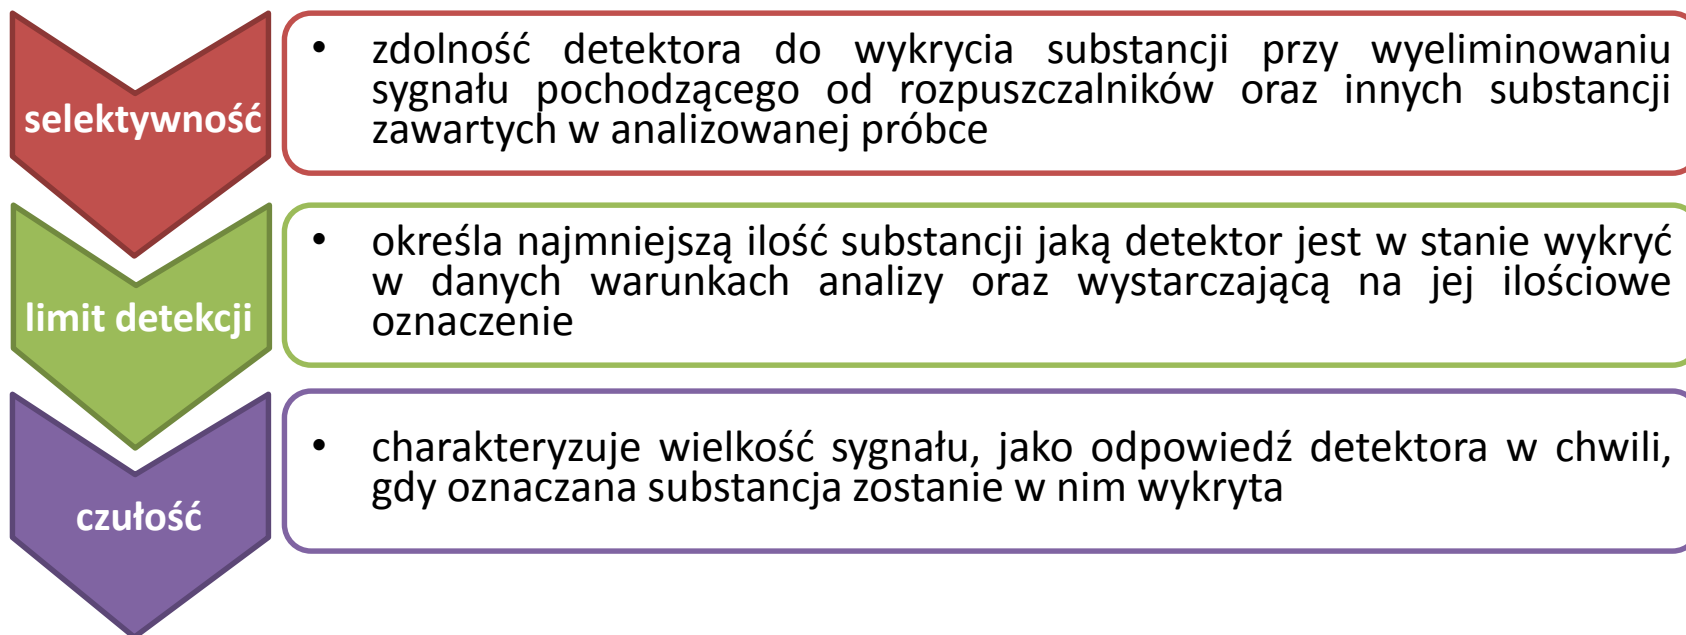 selektywność
• zdolność detektora do wykrycia substancji przy wyeliminowaniu
sygnału pochodzącego od rozpuszczalników oraz innych substancji
zawartych w analizowanej próbce
limit detekcji
• określa najmniejszą ilość substancji jaką detektor jest w stanie wykryć
w danych warunkach analizy oraz wystarczającą na jej ilościowe
oznaczenie
czułość
• charakteryzuje wielkość sygnału, jako odpowiedź detektora w chwili,
gdy oznaczana substancja zostanie w nim wykryta